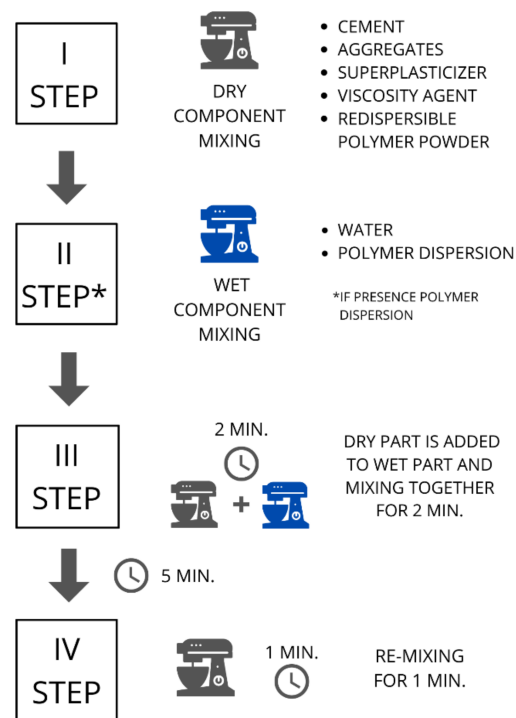 I
STEP
DRY
COMPONENT
MIXING
• CEMENT
• AGGREGATES
• SUPERPLASTICIZER
• VISCOSITY AGENT
• REDISPERSIBLE
POLYMER POWDER
II
STEP*
WET
COMPONENT
MIXING
• WATER
• POLYMER DISPERSION
*IF PRESENCE POLYMER
DISPERSION
III
STEP
2 MIN.
+
DRY PART IS ADDED
TO WET PART AND
MIXING TOGETHER
FOR 2 MIN.
5 MIN.
IV
STEP
1 MIN.
RE-MIXING
FOR 1 MIN.